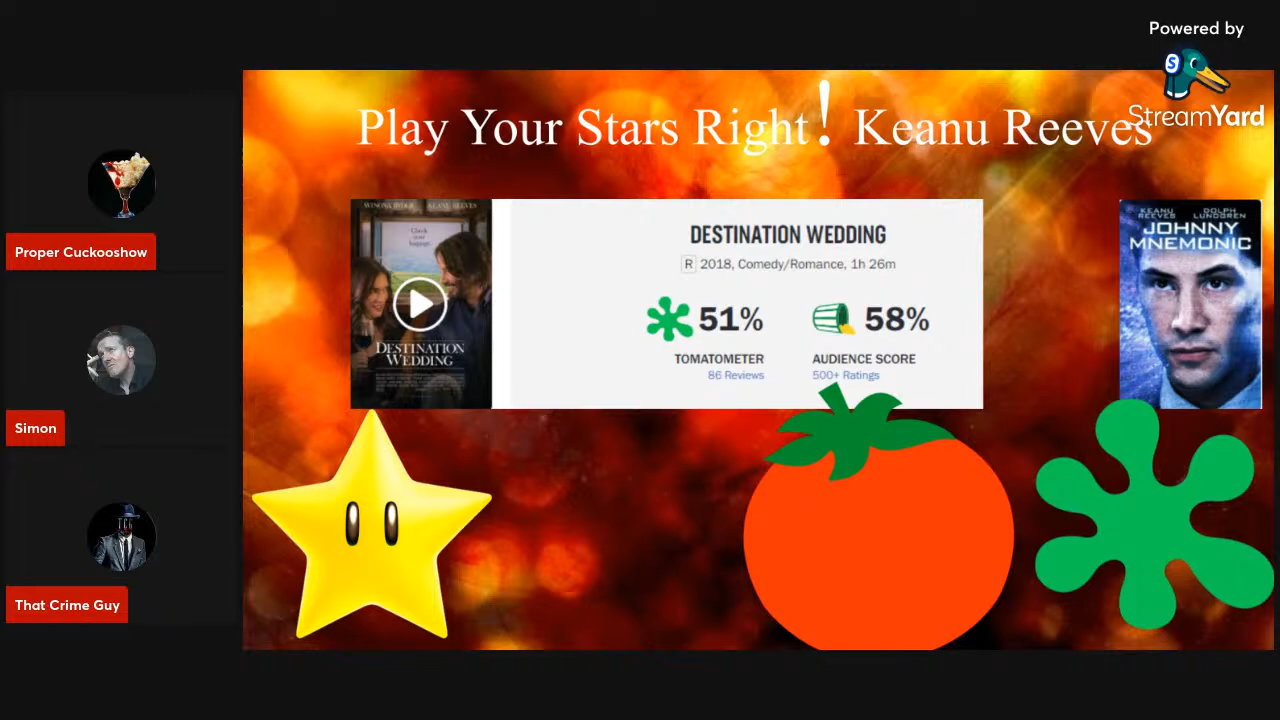 Powered by
S
StreamYard
Play Your Stars Right! Keanu Reeves
Proper Cuckooshow
Simon
TCG
That Crime Guy
WINONA RYDER KEANU REEVES
DESTINATION
WEDDING
DESTINATION WEDDING
R 2018, Comedy/Romance, 1h 26m
51% 58%
TOMATOMETER AUDIENCE SCORE
86 Reviews 500+ Ratings
KEANU REEVES DOLPH LUNDGREN
JOHNNY
MNEMONIC